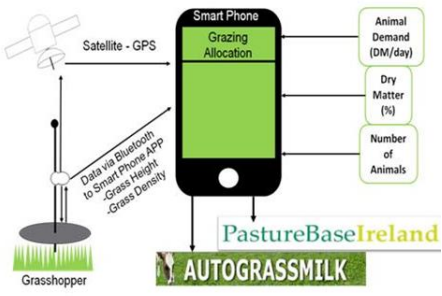 Smart Phone
Grazing
Allocation
Satellite - GPS
Data via Bluetooth
to Smart Phone APP
-Grass Height
-Grass Density
Grasshopper
Animal
Demand
(DM/day)
Dry
Matter
(%)
Number
of
Animals
PastureBaseIreland
AUTOGRASSMILK